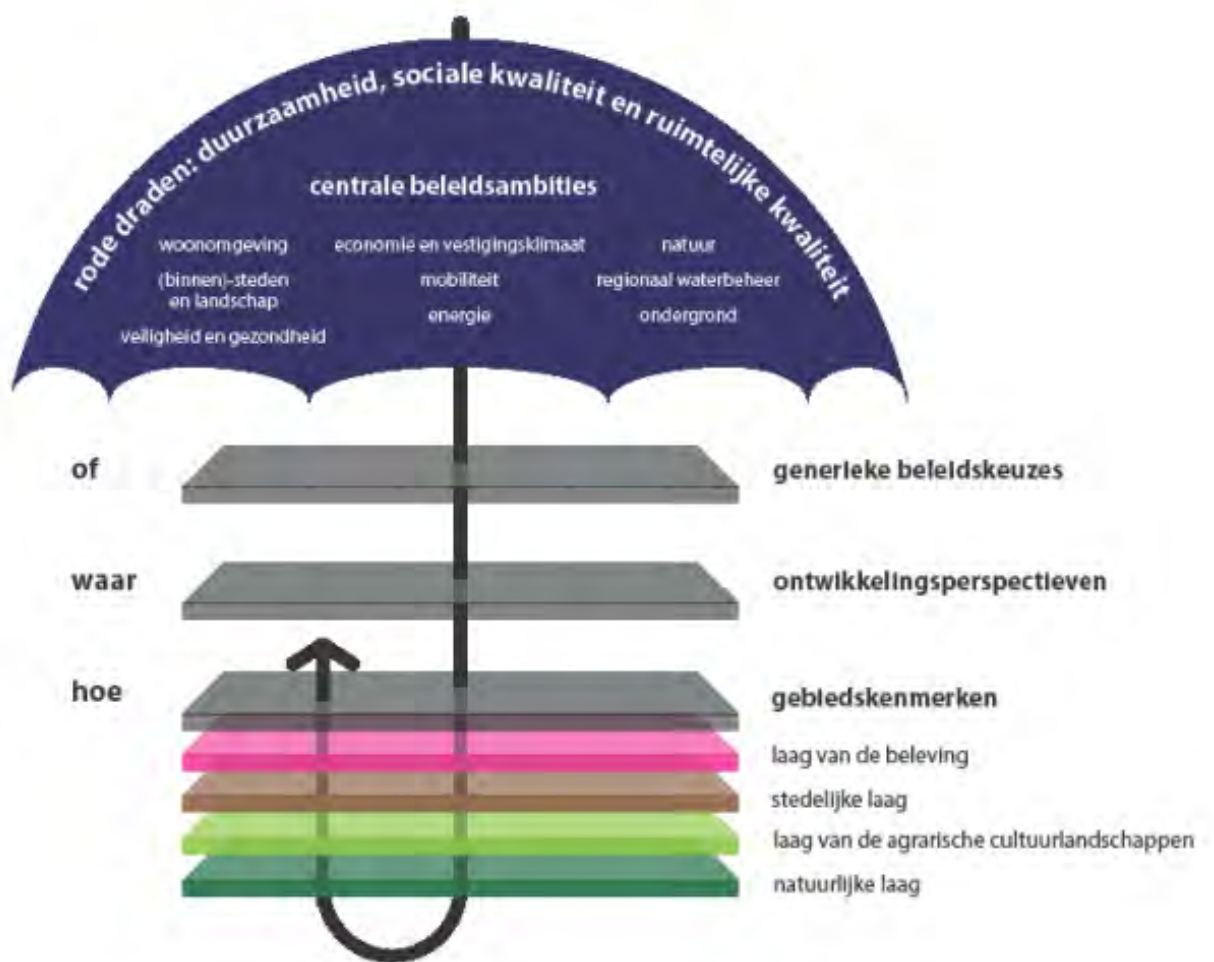 rode draden: duurzaamheid, sociale kwaliteit en ruimtelijke kwaliteit
centrale beleidsambities
woonomgeving
(binnen)-steden
en landschap
veiligheid en gezondheid
economie en vestigingsklimaat
mobiliteit
energie
natuur
regionaal waterbeheer
ondergrond
of
generieke beleidskeuzes
waar
ontwikkelingsperspectieven
hoe
gebiedskenmerken
laag van de beleving
stedelijke laag
laag van de agrarische cultuurlandschappen
natuurlijke laag